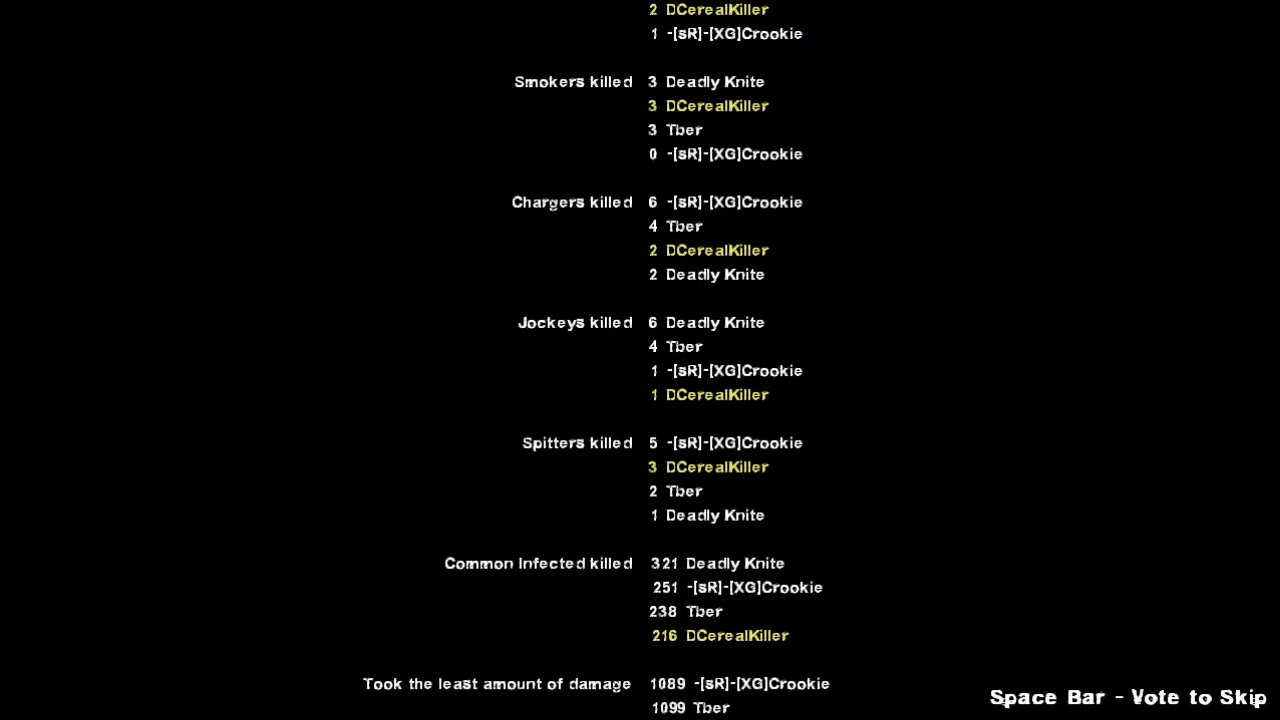 2 DCerealKiller
1 -[sR]-[XG]Crookie
Smokers killed 3 Deadly Knite
3 DCerealKiller
3 Tber
0 -[sR]-[XG]Crookie
Chargers killed 6 -[sR]-[XG]Crookie
4 Tber
2 DCerealKiller
2 Deadly Knite
Jockeys killed 6 Deadly Knite
4 Tber
1 -[sR]-[XG]Crookie
1 DCerealKiller
Spitters killed 5 -[sR]-[XG]Crookie
3 DCerealKiller
2 Tber
1 Deadly Knite
Common Infected killed 321 Deadly Knite
251 -[sR]-[XG]Crookie
238 Tber
216 DCerealKiller
Took the least amount of damage 1089 -[sR]-[XG]Crookie
1099 Tber
Space Bar - Vote to Skip